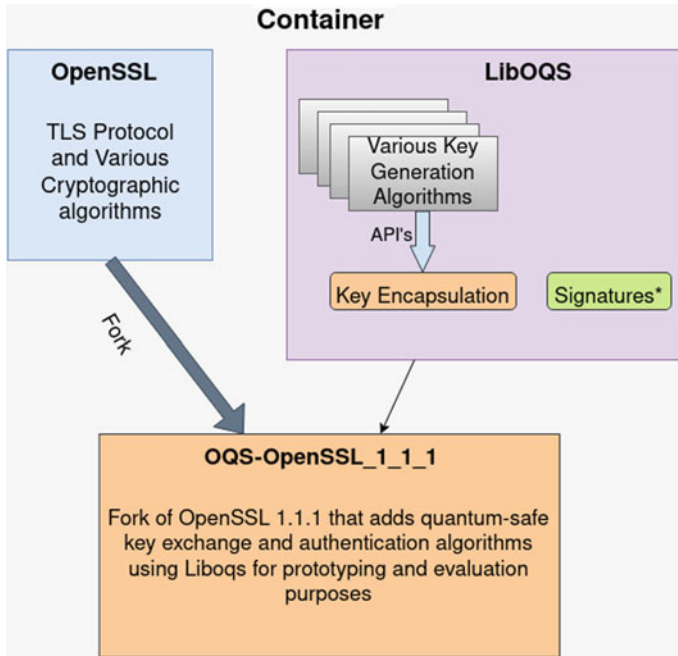 Container
OpenSSL
TLS Protocol
and Various
Cryptographic
algorithms
LibOQS
Various Key
Generation
Algorithms
API's
Key Encapsulation
Signatures*
Fork
OQS-OpenSSL_1_1_1
Fork of OpenSSL 1.1.1 that adds quantum-safe
key exchange and authentication algorithms
using Liboqs for prototyping and evaluation
purposes